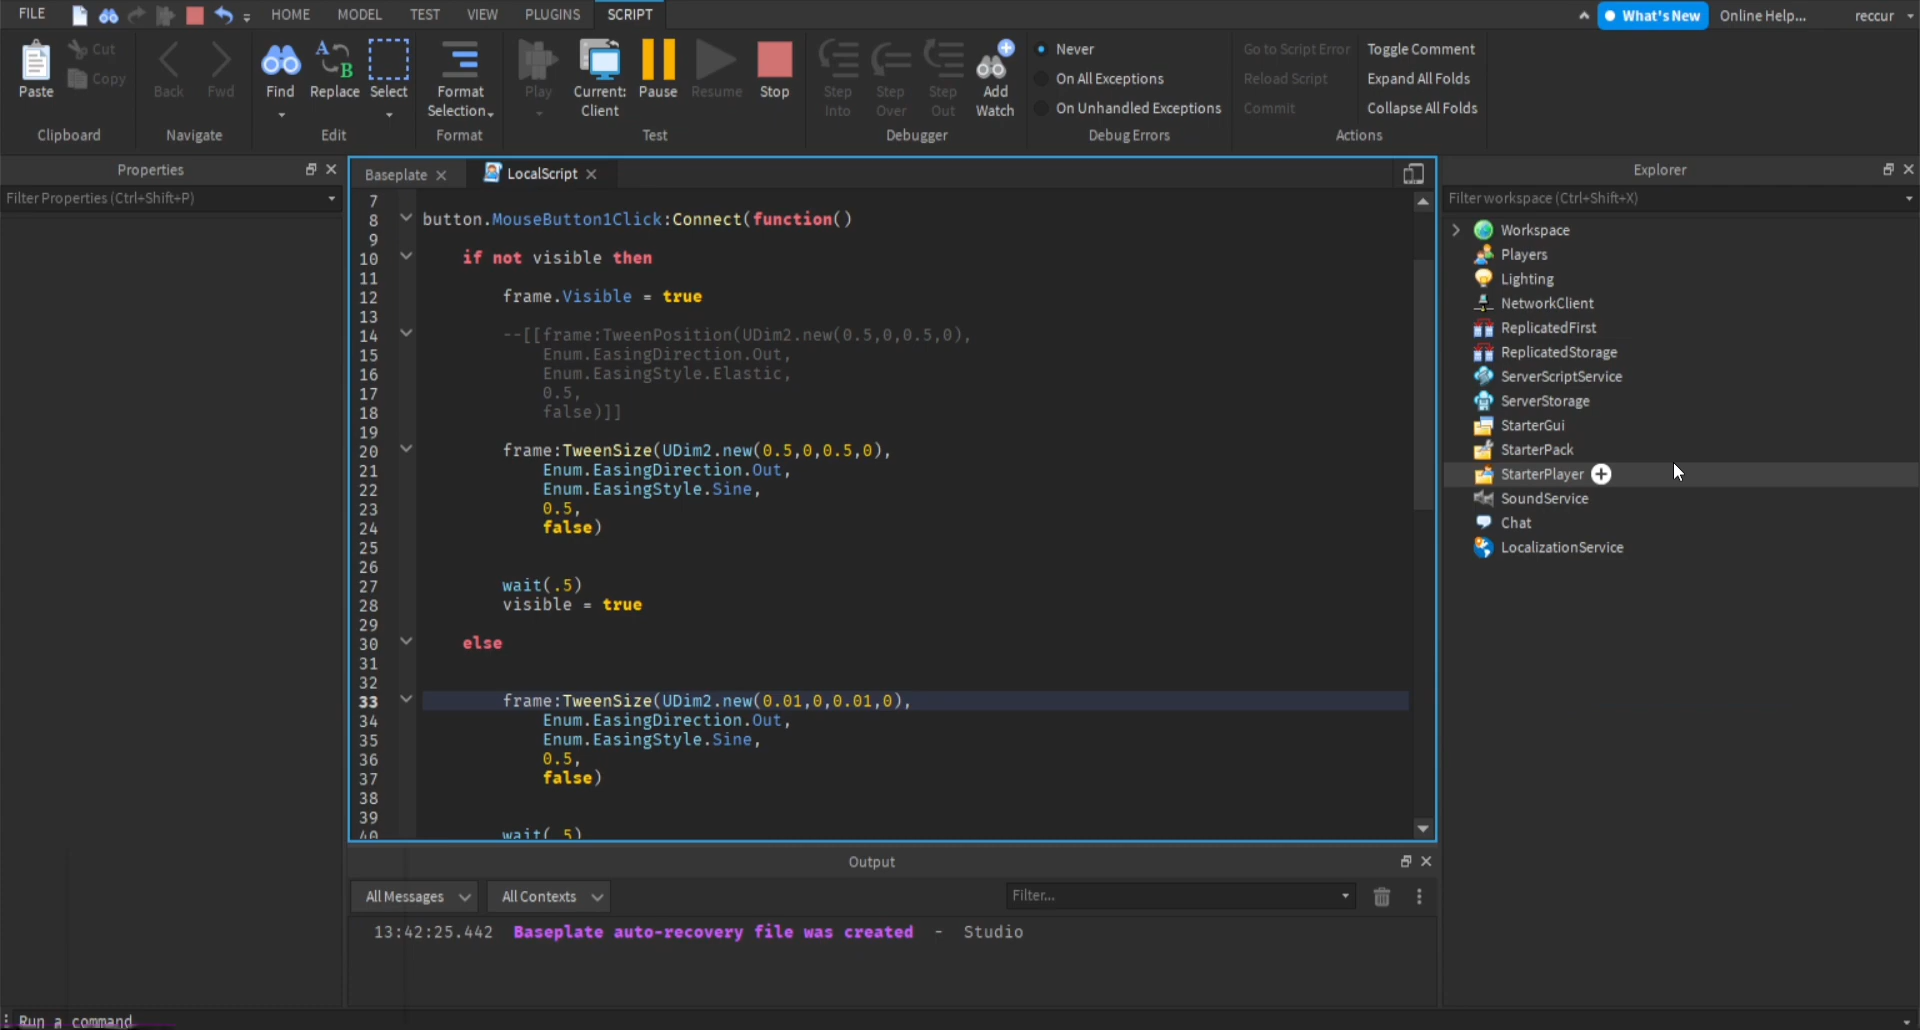 FILE
HOME
MODEL
TEST
VIEW
PLUGINS
SCRIPT
What's New
Online Help...
reccur
Paste
Cut
Copy
Clipboard
Back
Fwd
Navigate
Find
Replace
Select
Edit
Format
Selection
Format
Play
Current:
Client
Pause
Resume
Stop
Test
Step
Into
Step
Over
Step
Out
Add
Watch
Debugger
Never
On All Exceptions
On Unhandled Exceptions
Debug Errors
Go to Script Error
Reload Script
Commit
Toggle Comment
Expand All Folds
Collapse All Folds
Actions
Properties
Filter Properties (Ctrl+Shift+P)
Baseplate
LocalScript
7
8 button.MouseButton1Click:Connect(function()
9
10 if not visible then
11
12 frame.Visible = true
13
14 --[[frame:TweenPosition(UDim2.new(0.5,0,0.5,0),
15 Enum.EasingDirection.Out,
16 Enum.EasingStyle.Elastic,
17 0.5,
18 false)]]
19
20 frame:TweenSize(UDim2.new(0.5,0,0.5,0),
21 Enum.EasingDirection.Out,
22 Enum.EasingStyle.Sine,
23 0.5,
24 false)
25
26
27 wait(.5)
28 visible = true
29
30 else
31
32
33 frame:TweenSize(UDim2.new(0.01,0,0.01,0),
34 Enum.EasingDirection.Out,
35 Enum.EasingStyle.Sine,
36 0.5,
37 false)
38
39
40 wait(.5)
Output
All Messages
All Contexts
Filter...
13:42:25.442 Baseplate auto-recovery file was created - Studio
Explorer
Filter workspace (Ctrl+Shift+X)
Workspace
Players
Lighting
NetworkClient
ReplicatedFirst
ReplicatedStorage
ServerScriptService
ServerStorage
StarterGui
StarterPack
StarterPlayer
SoundService
Chat
LocalizationService
Run a command